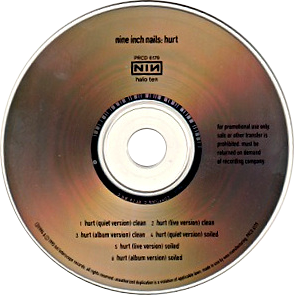 nine inch nails: hurt
PRCD 6179
NIN
halo ten
for promotional use only
sale or other transfer is
prohibited. must be
returned on demand
of recording company
1 hurt (quiet version) clean
2 hurt (live version) clean
3 hurt (album version) clean
4 hurt (quiet version) soiled
5 hurt (live version) soiled
6 hurt (album version) soiled